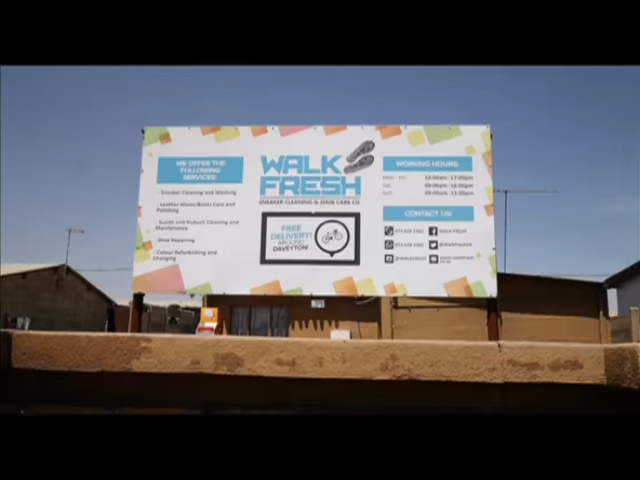 WE OFFER THE
FOLLOWING
SERVICES:
- Sneaker Cleaning and Washing
- Leather Shoes/Boots Care and
Polishing
- Suede and Nubuck Cleaning and
Maintenance
- Shoe Repairing
- Colour Refurbishing and
Changing
WALK
FRESH
SNEAKER CLEANING & SHOE CARE CO
FREE
DELIVERY!
AROUND
DAVEYTON
WORKING HOURS
Mon - Fri: 10:00am - 17:00pm
Sat: 09:00am - 16:00pm
Sun: 09:00am - 15:00pm
CONTACT US:
WALK FRESH